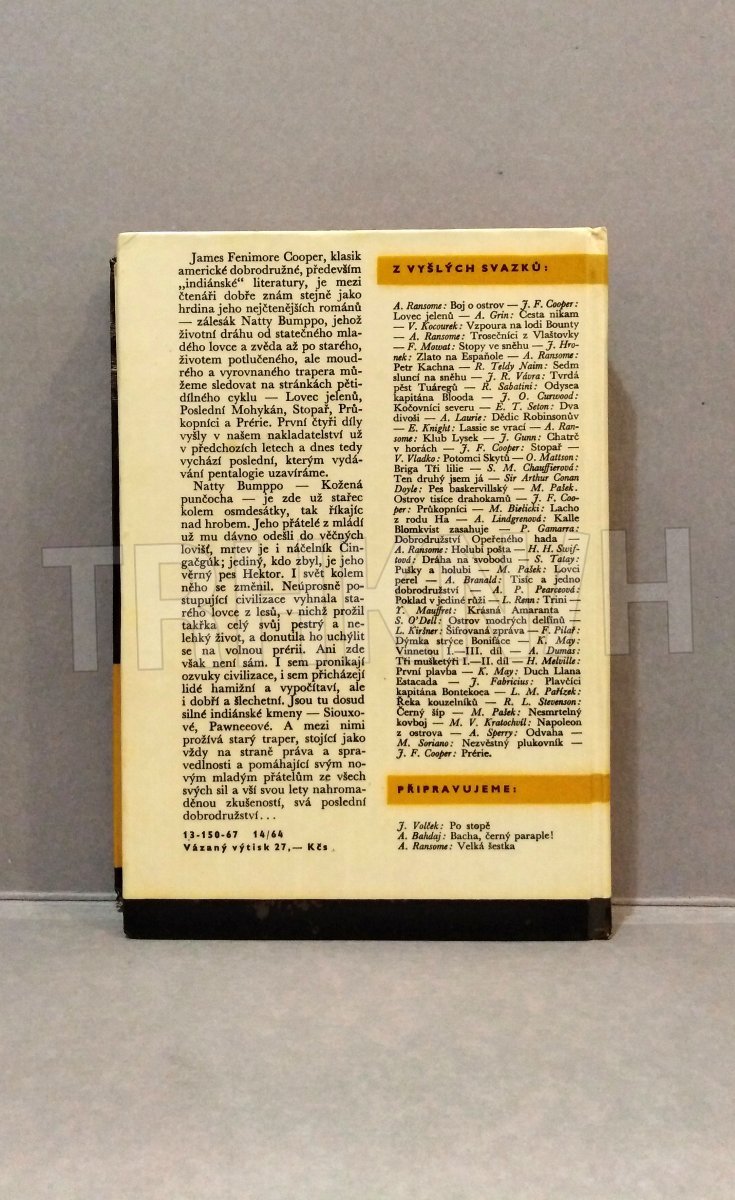 James Fenimore Cooper, klasik
americké dobrodružné, především
„indiánské“ literatury, je mezi
čtenáři dobře znám stejně jako
hrdina jeho nejčtenějších románů
— zálesák Natty Bumppo, jehož
životní dráhu od statečného mla-
dého lovce a zvěda až po starého,
životem potlučeného, ale moud-
rého a vyrovnaného trapera mů-
žeme sledovat na stránkách pěti-
dílného cyklu — Lovec jelenů,
Poslední Mohykán, Stopař, Prů-
kopníci a Prérie. První čtyři díly
vyšly v našem nakladatelství už
v předchozích letech a dnes tedy
vychází poslední, kterým vydá-
vání pentalogie uzavíráme.
Natty Bumppo — Kožená
punčocha — je zde už stařec
kolem osmdesátky, tak říkajíc
nad hrobem. Jeho přátelé z mládí
už mu dávno odešli do věčných
lovišť, mrtev je i náčelník Čin-
gačgúk; jediný, kdo zbyl, je jeho
věrný pes Hektor. I svět kolem
něho se změnil. Neúprosně po-
stupující civilizace vyhnala sta-
rého lovce z lesů, v nichž prožil
takřka celý svůj pestrý a ne-
lehký život, a donutila ho uchýlit
se na volnou prérii. Ani zde
však není sám. I sem pronikají
ozvuky civilizace, i sem přicházejí
lidé hamižní a vypočítaví, ale
i dobří a šlechetní. Jsou tu dosud
silné indiánské kmeny — Siouxo-
vé, Pawneeové. A mezi nimi
prožívá starý traper, stojící jako
vždy na straně práva a spra-
vedlnosti a pomáhající svým no-
vým mladým přátelům ze všech
svých sil a vší svou lety nahroma-
děnou zkušeností, svá poslední
dobrodružství...
13-150-67 14/64
Vázaný výtisk 27,— Kčs
Z VYŠLÝCH SVAZKŮ:
A. Ransome: Boj o ostrov — J. F. Cooper:
Lovec jelenů — A. Grin: Cesta nikam
— V. Kocourek: Vzpoura na lodi Bounty
— A. Ransome: Trosečníci z Vlaštovky
— F. Mowat: Stopy ve sněhu — J. Hro-
nek: Zlato na Españole — A. Ransome:
Petr Kachna — R. Teldy Naim: Sedm
sluncí na sněhu — J. R. Vávra: Tvrdá
pěst Tuáregů — R. Sabatini: Odysea
kapitána Blooda — J. O. Curwood:
Kočovníci severu — E. T. Seton: Dva
divoši — A. Laurie: Dědic Robinsonův
— E. Knight: Lassie se vrací — A. Ran-
some: Klub Lysek — J. Gunn: Chatrč
v horách — J. F. Cooper: Stopař —
V. Vladko: Potomci Skytů — O. Mattson:
Briga Tři lilie — S. M. Chauffierová:
Ten druhý jsem já — Sir Arthur Conan
Doyle: Pes baskervillský — M. Pašek.
Ostrov tisíce drahokamů — J. F. Coo-
per: Průkopníci — M. Bielicki: Lacho
z rodu Ha — A. Lindgrenová: Kalle
Blomkvist zasahuje — P. Gamarra:
Dobrodružství Opeřeného hada —
A. Ransome: Holubí pošta — H. H. Swif-
tová: Dráha na svobodu — S. Tatay:
Pušky a holubi — M. Pašek: Lovci
perel — A. Branald: Tisíc a jedno
dobrodružství — A. P. Pearceová:
Poklad v jediné růži — L. Renn: Trini —
Y. Mauffret: Krásná Amaranta —
S. O'Dell: Ostrov modrých delfínů —
L. Kiršner: Šifrovaná zpráva — F. Pilař:
Dýmka strýce Bonifáce — K. May:
Vinnetou I.—III. díl — A. Dumas:
Tři mušketýři I.—II. díl — H. Melville:
První plavba — K. May: Duch Llana
Estacada — J. Fabricius: Plavčíci
kapitána Bontekoea — L. M. Pařízek:
Řeka kouzelníků — R. L. Stevenson:
Černý šíp — M. Pašek: Nesmrtelný
kovboj — M. V. Kratochvíl: Napoleon
z ostrova — A. Sperry: Odvaha —
M. Soriano: Nezvěstný plukovník —
J. F. Cooper: Prérie.
PŘIPRAVUJEME:
J. Volček: Po stopě
A. Bahdaj: Bacha, černý paraple!
A. Ransome: Velká šestka